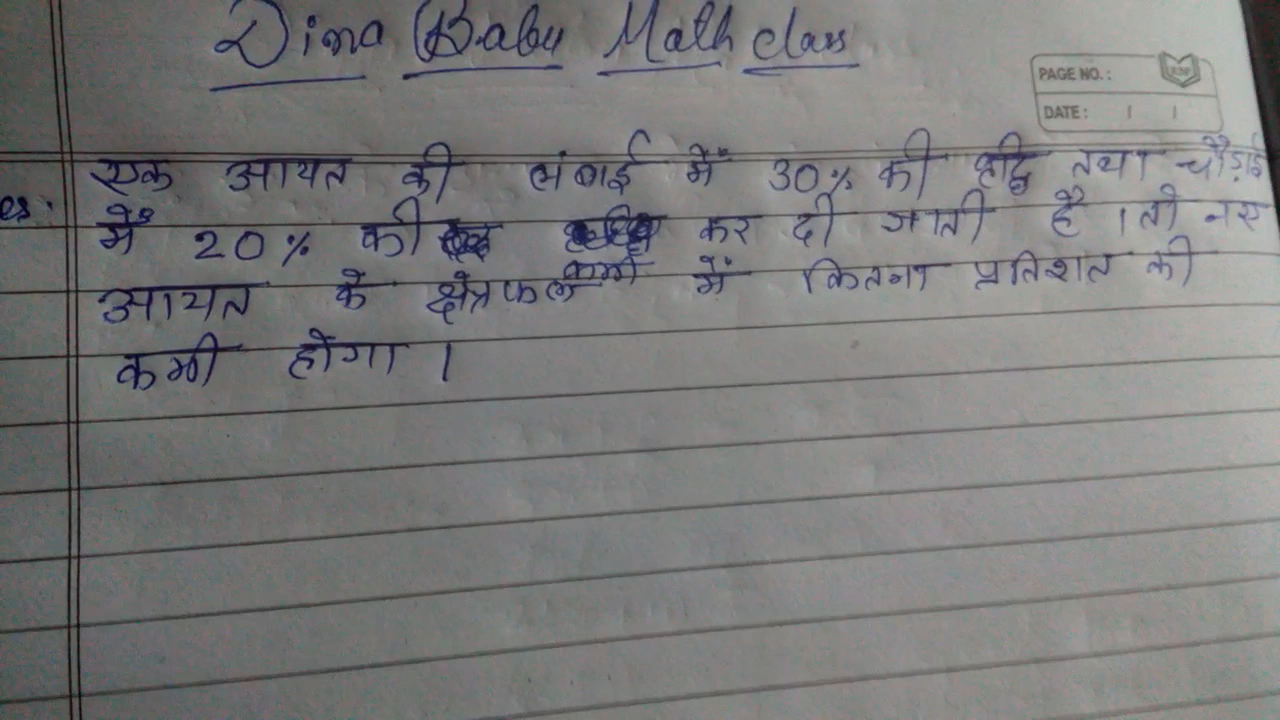 Dina Babu Math class
PAGE NO.:
DATE: / /
एक आयत की लंबाई में 30% की वृद्धि तथा चौड़ाई
में 20% की कर दी जाती है । तो नए
कमी
आयत के क्षेत्रफल में कितना प्रतिशत की
कमी होगा ।